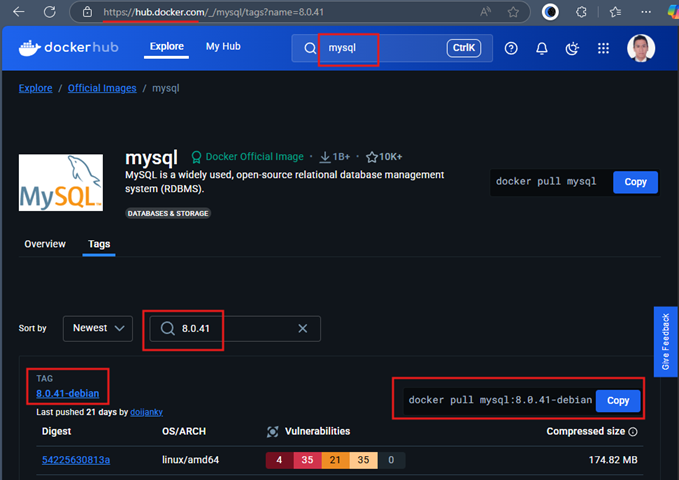 https://hub.docker.com/_/mysql/tags?name=8.0.41
dockerhub
Explore
My Hub
mysql
CtrlK
Explore / Official Images / mysql
mysql
Docker Official Image · 1B+ · 10K+
MySQL is a widely used, open-source relational database management
system (RDBMS).
DATABASES & STORAGE
MySQL
docker pull mysql
Copy
Overview
Tags
Sort by
Newest
8.0.41
Give Feedback
TAG
8.0.41-debian
Last pushed 21 days by doijanky
docker pull mysql:8.0.41-debian
Copy
Digest OS/ARCH Vulnerabilities Compressed size
54225630813a linux/amd64 4 35 21 35 0 174.82 MB